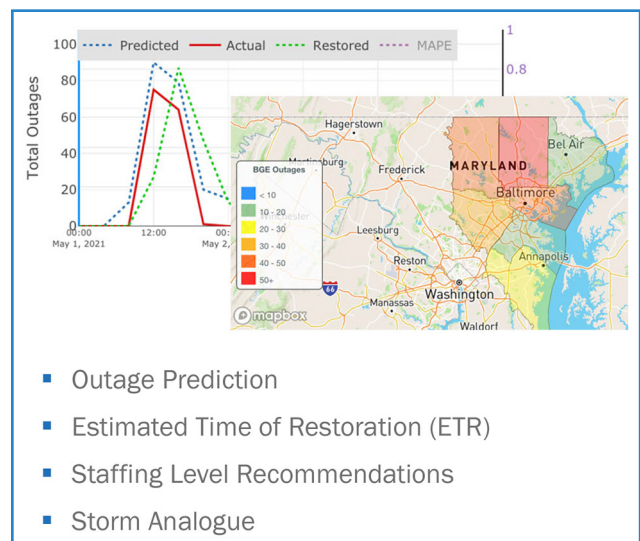 1
100
Predicted
Actual
Restored
MAPE
80
0.8
60
40
20
0
Total Outages
00:00
12:00
00:
May 1, 2021
May 2,
Hagerstown
Bel Air
MARYLAND
Frederick
Baltimore
BGE Outages
< 10
10 - 20
20 - 30
30 - 40
40 - 50
50+
Winchester
Leesburg
Reston
Annapolis
Washington
66
Manassas
Waldorf
mapbox
▪ Outage Prediction
▪ Estimated Time of Restoration (ETR)
▪ Staffing Level Recommendations
▪ Storm Analogue